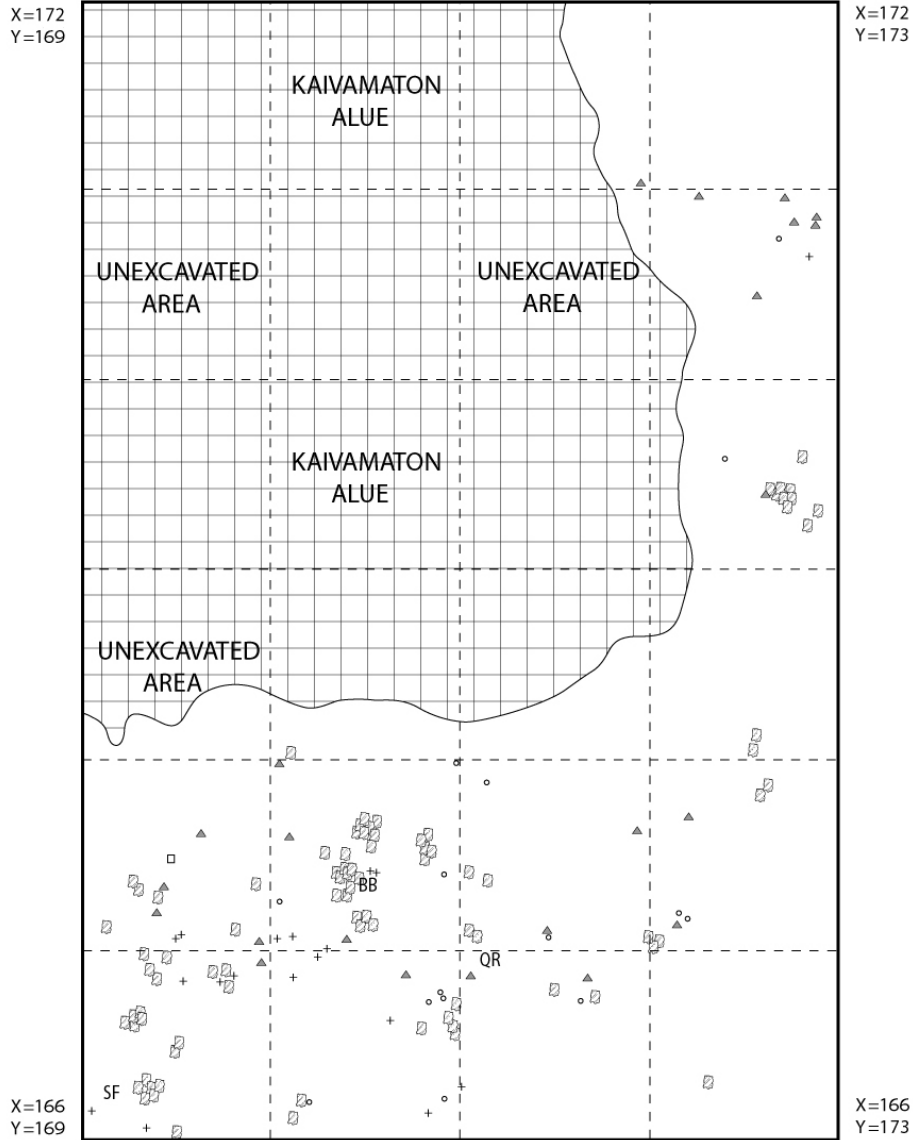 X=172
Y=169
X=172
Y=173
KAIVAMATON
ALUE
UNEXCAVATED
AREA
UNEXCAVATED
AREA
KAIVAMATON
ALUE
UNEXCAVATED
AREA
BB
QR
SF
X=166
Y=169
X=166
Y=173